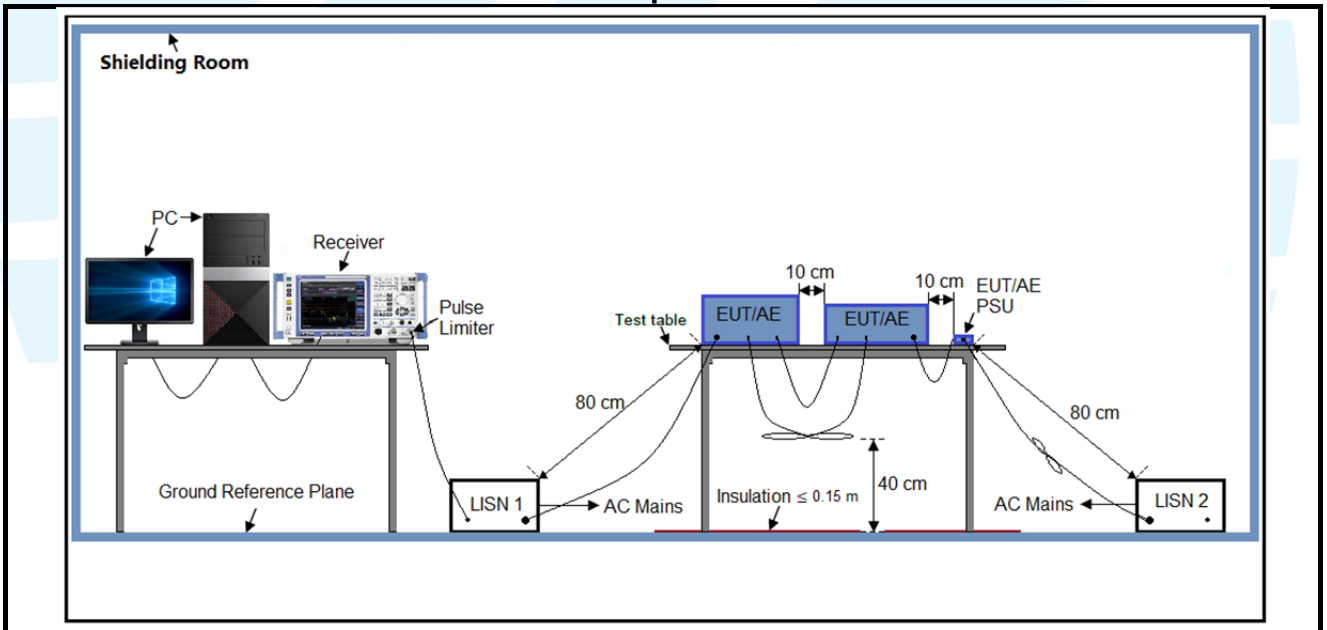 Shielding Room
PC
Receiver
Pulse
Limiter
10 cm
10 cm
EUT/AE
PSU
Test table
EUT/AE
EUT/AE
80 cm
80 cm
40 cm
Ground Reference Plane
LISN 1
AC Mains
Insulation ≤ 0.15 m
AC Mains
LISN 2